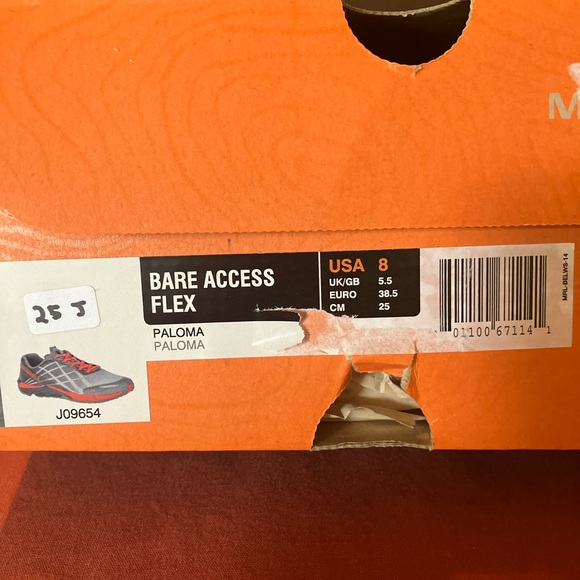 M
BARE ACCESS
FLEX
PALOMA
PALOMA
25 J
J09654
USA 8
UK/GB 5.5
EURO 38.5
CM 25
01100 67114 1
MRL-BELWS-14